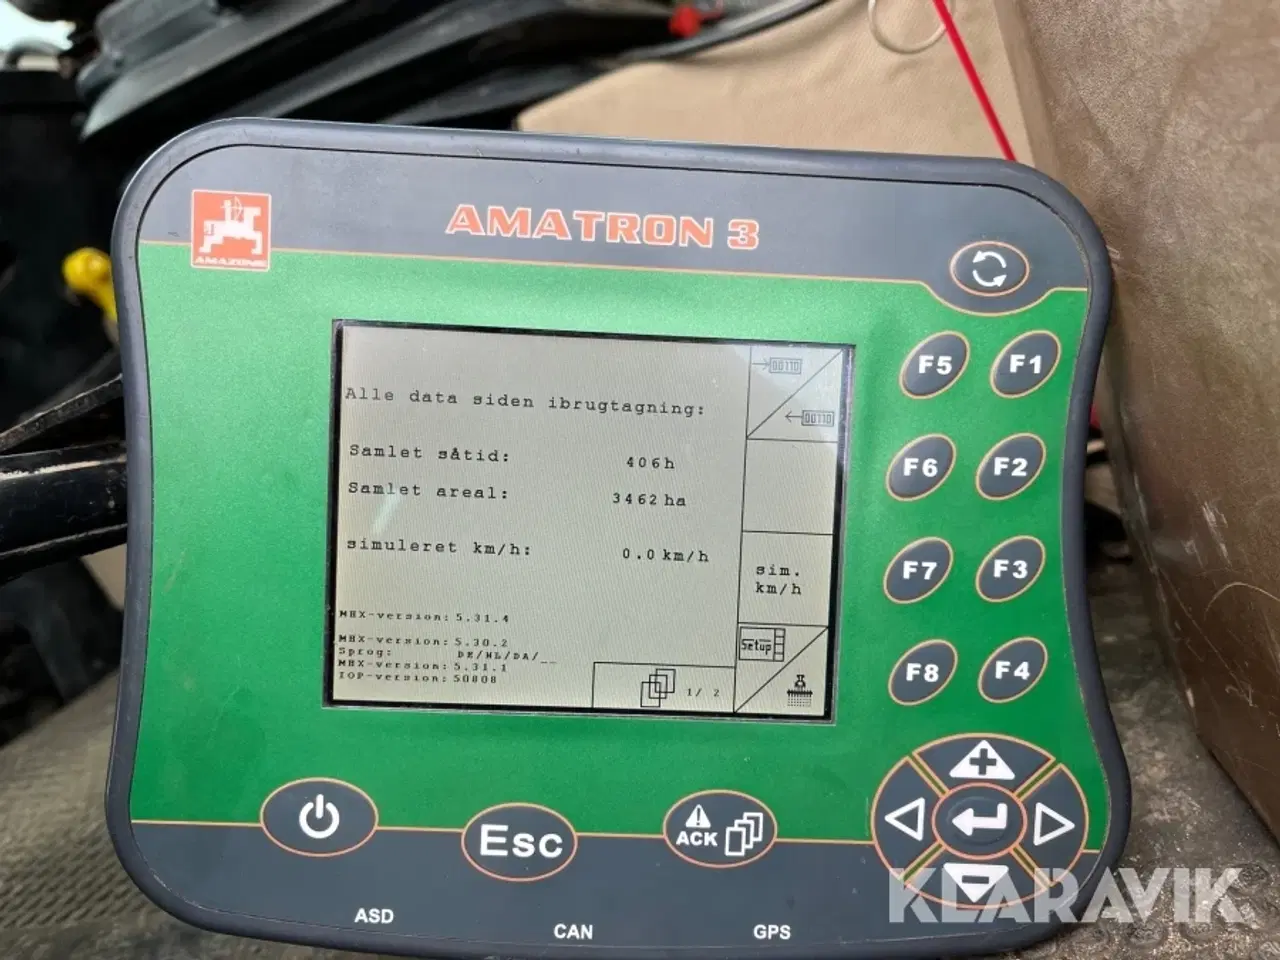 AMATRON 3
AMAZONE
Alle data siden ibrugtagning:
Samlet såtid: 406h
Samlet areal: 3462 ha
simuleret km/h: 0.0 km/h
sim.
km/h
MHX-version: 5.31.4
MBX-version: 5.30.2
Sprog: DE/NL/DA/__
MHX-version: 5.31.1
IOP-version: 50808
Setup
1/ 2
F5 F1
F6 F2
F7 F3
F8 F4
Esc
ACK
ASD
CAN
GPS
KLARAVIK